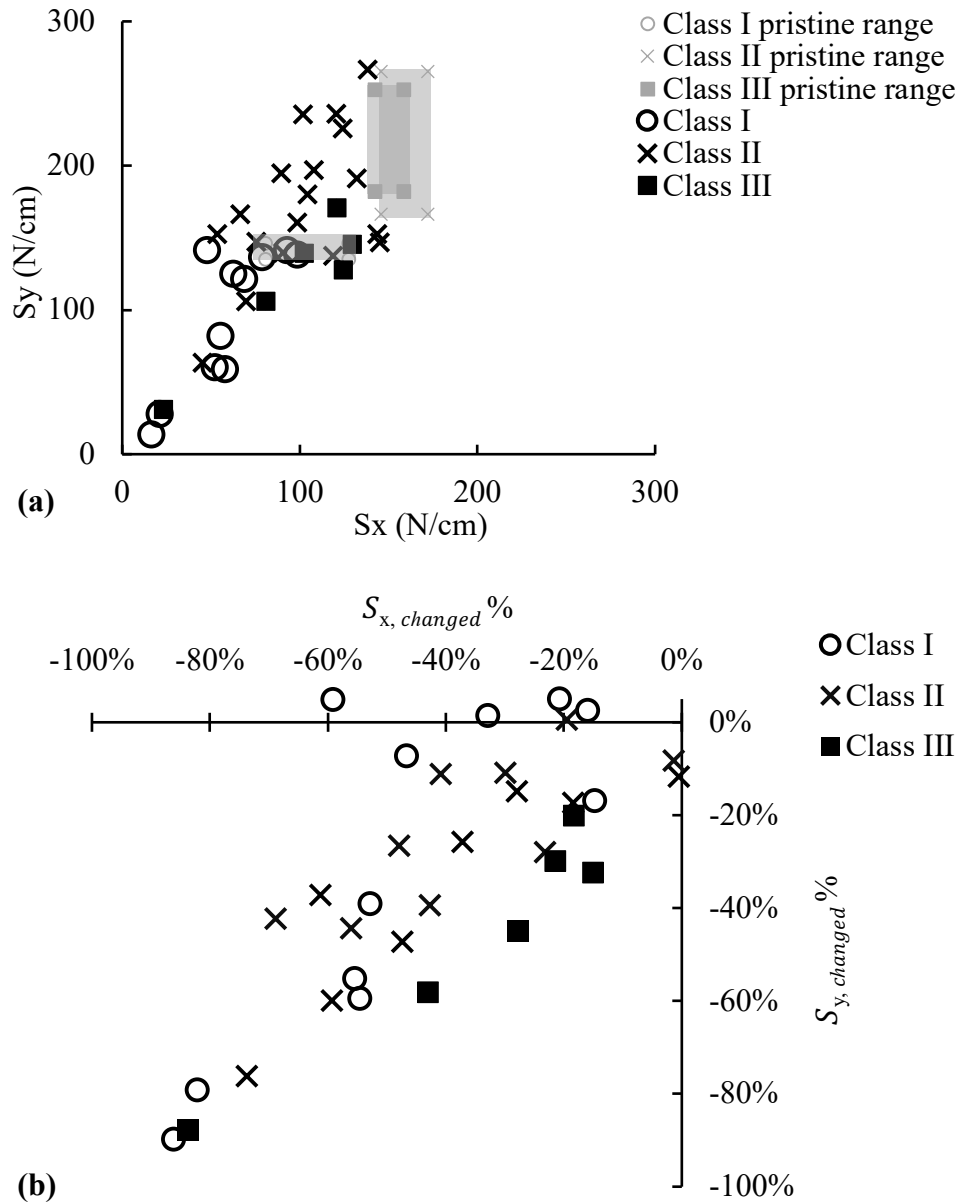 300
200
100
0
Sy (N/cm)
0 100 200 300
Sx (N/cm)
Class I pristine range
Class II pristine range
Class III pristine range
Class I
Class II
Class III
(a)
Sx, changed %
-100% -80% -60% -40% -20% 0%
0%
-20%
-40%
-60%
-80%
-100%
Sy, changed %
Class I
Class II
Class III
(b)